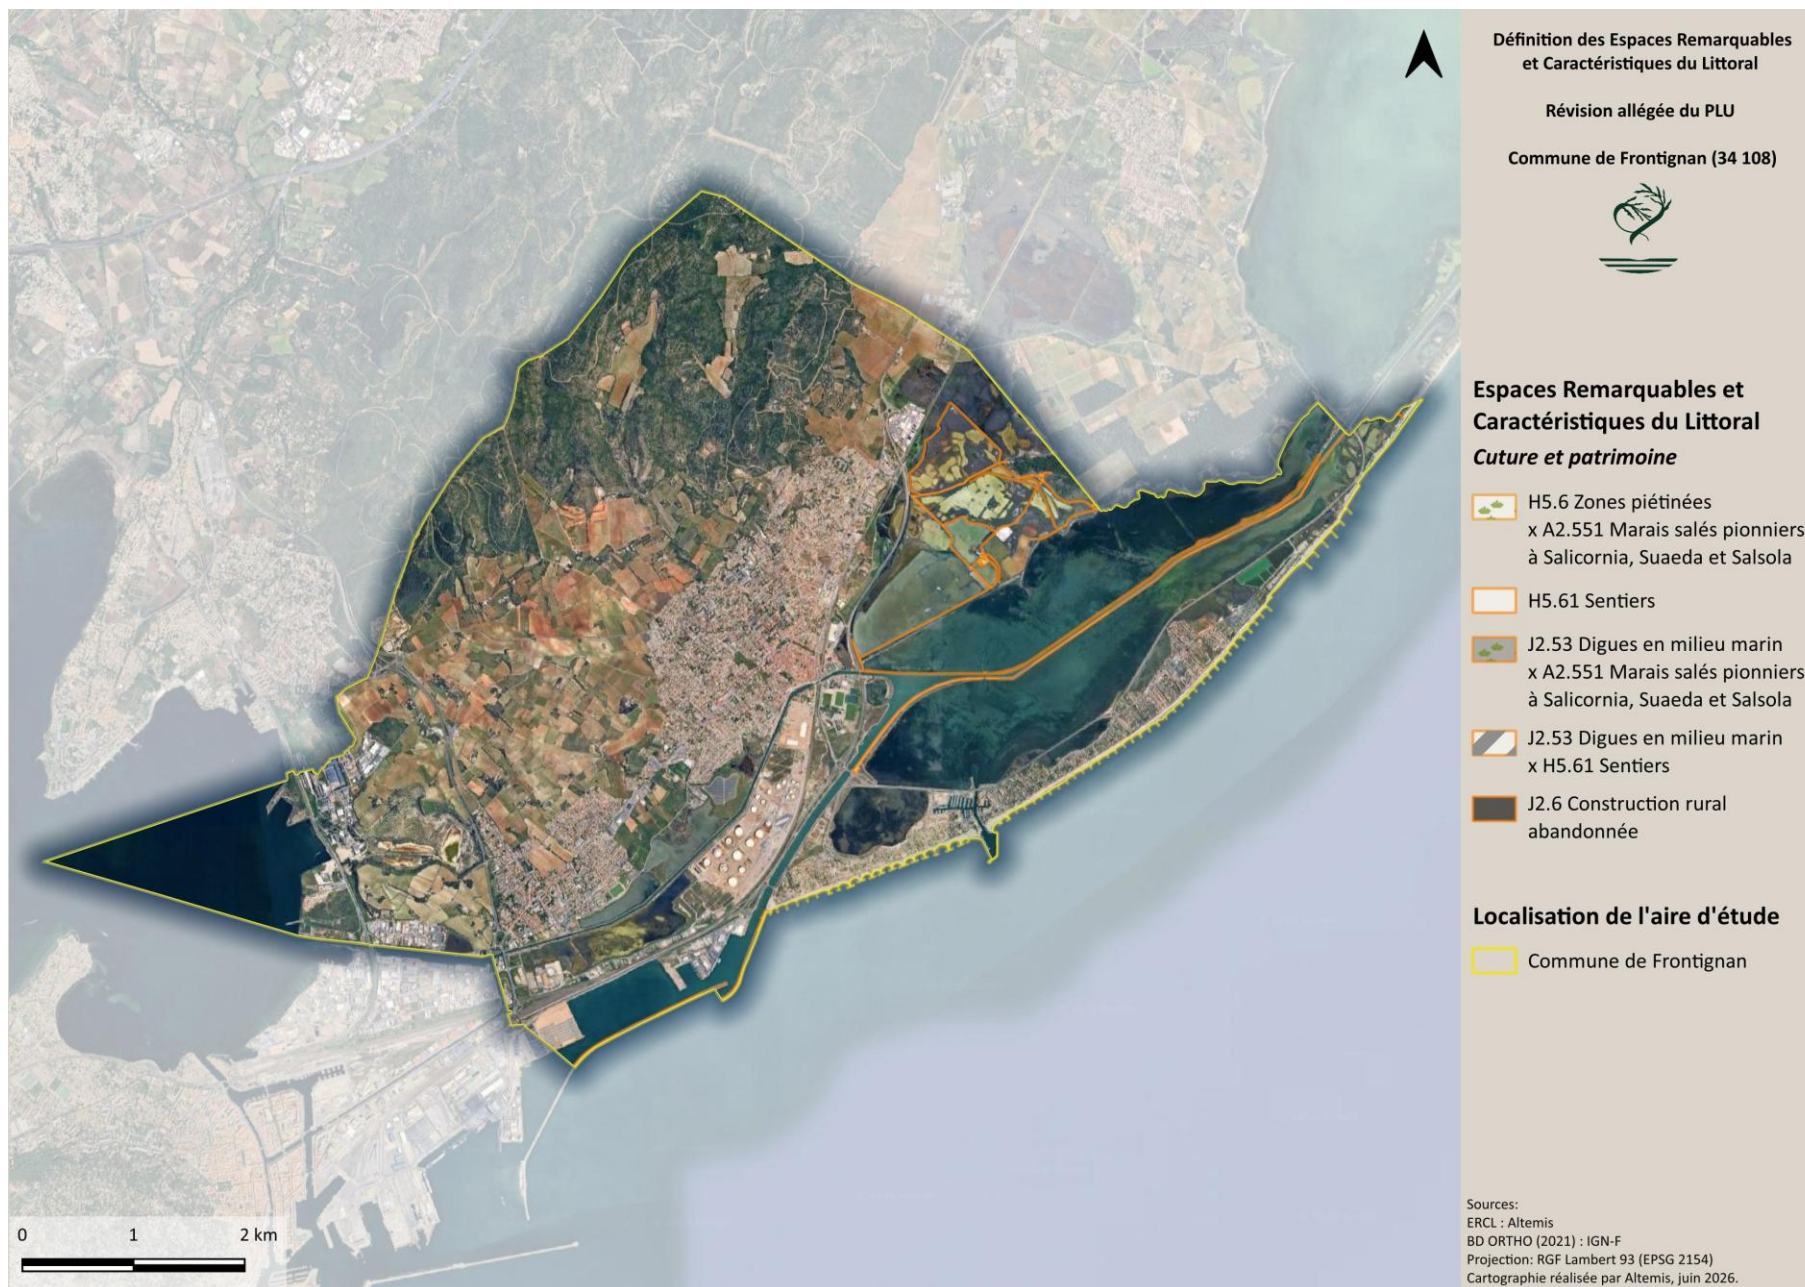 Définition des Espaces Remarquables
et Caractéristiques du Littoral
Révision allégée du PLU
Commune de Frontignan (34 108)
Espaces Remarquables et
Caractéristiques du Littoral
Cuture et patrimoine
H5.6 Zones piétinées
x A2.551 Marais salés pionniers
à Salicornia, Suaeda et Salsola
H5.61 Sentiers
J2.53 Digues en milieu marin
x A2.551 Marais salés pionniers
à Salicornia, Suaeda et Salsola
J2.53 Digues en milieu marin
x H5.61 Sentiers
J2.6 Construction rural
abandonnée
Localisation de l'aire d'étude
Commune de Frontignan
0 1 2 km
Sources:
ERCL : Altemis
BD ORTHO (2021) : IGN-F
Projection: RGF Lambert 93 (EPSG 2154)
Cartographie réalisée par Altemis, juin 2026.